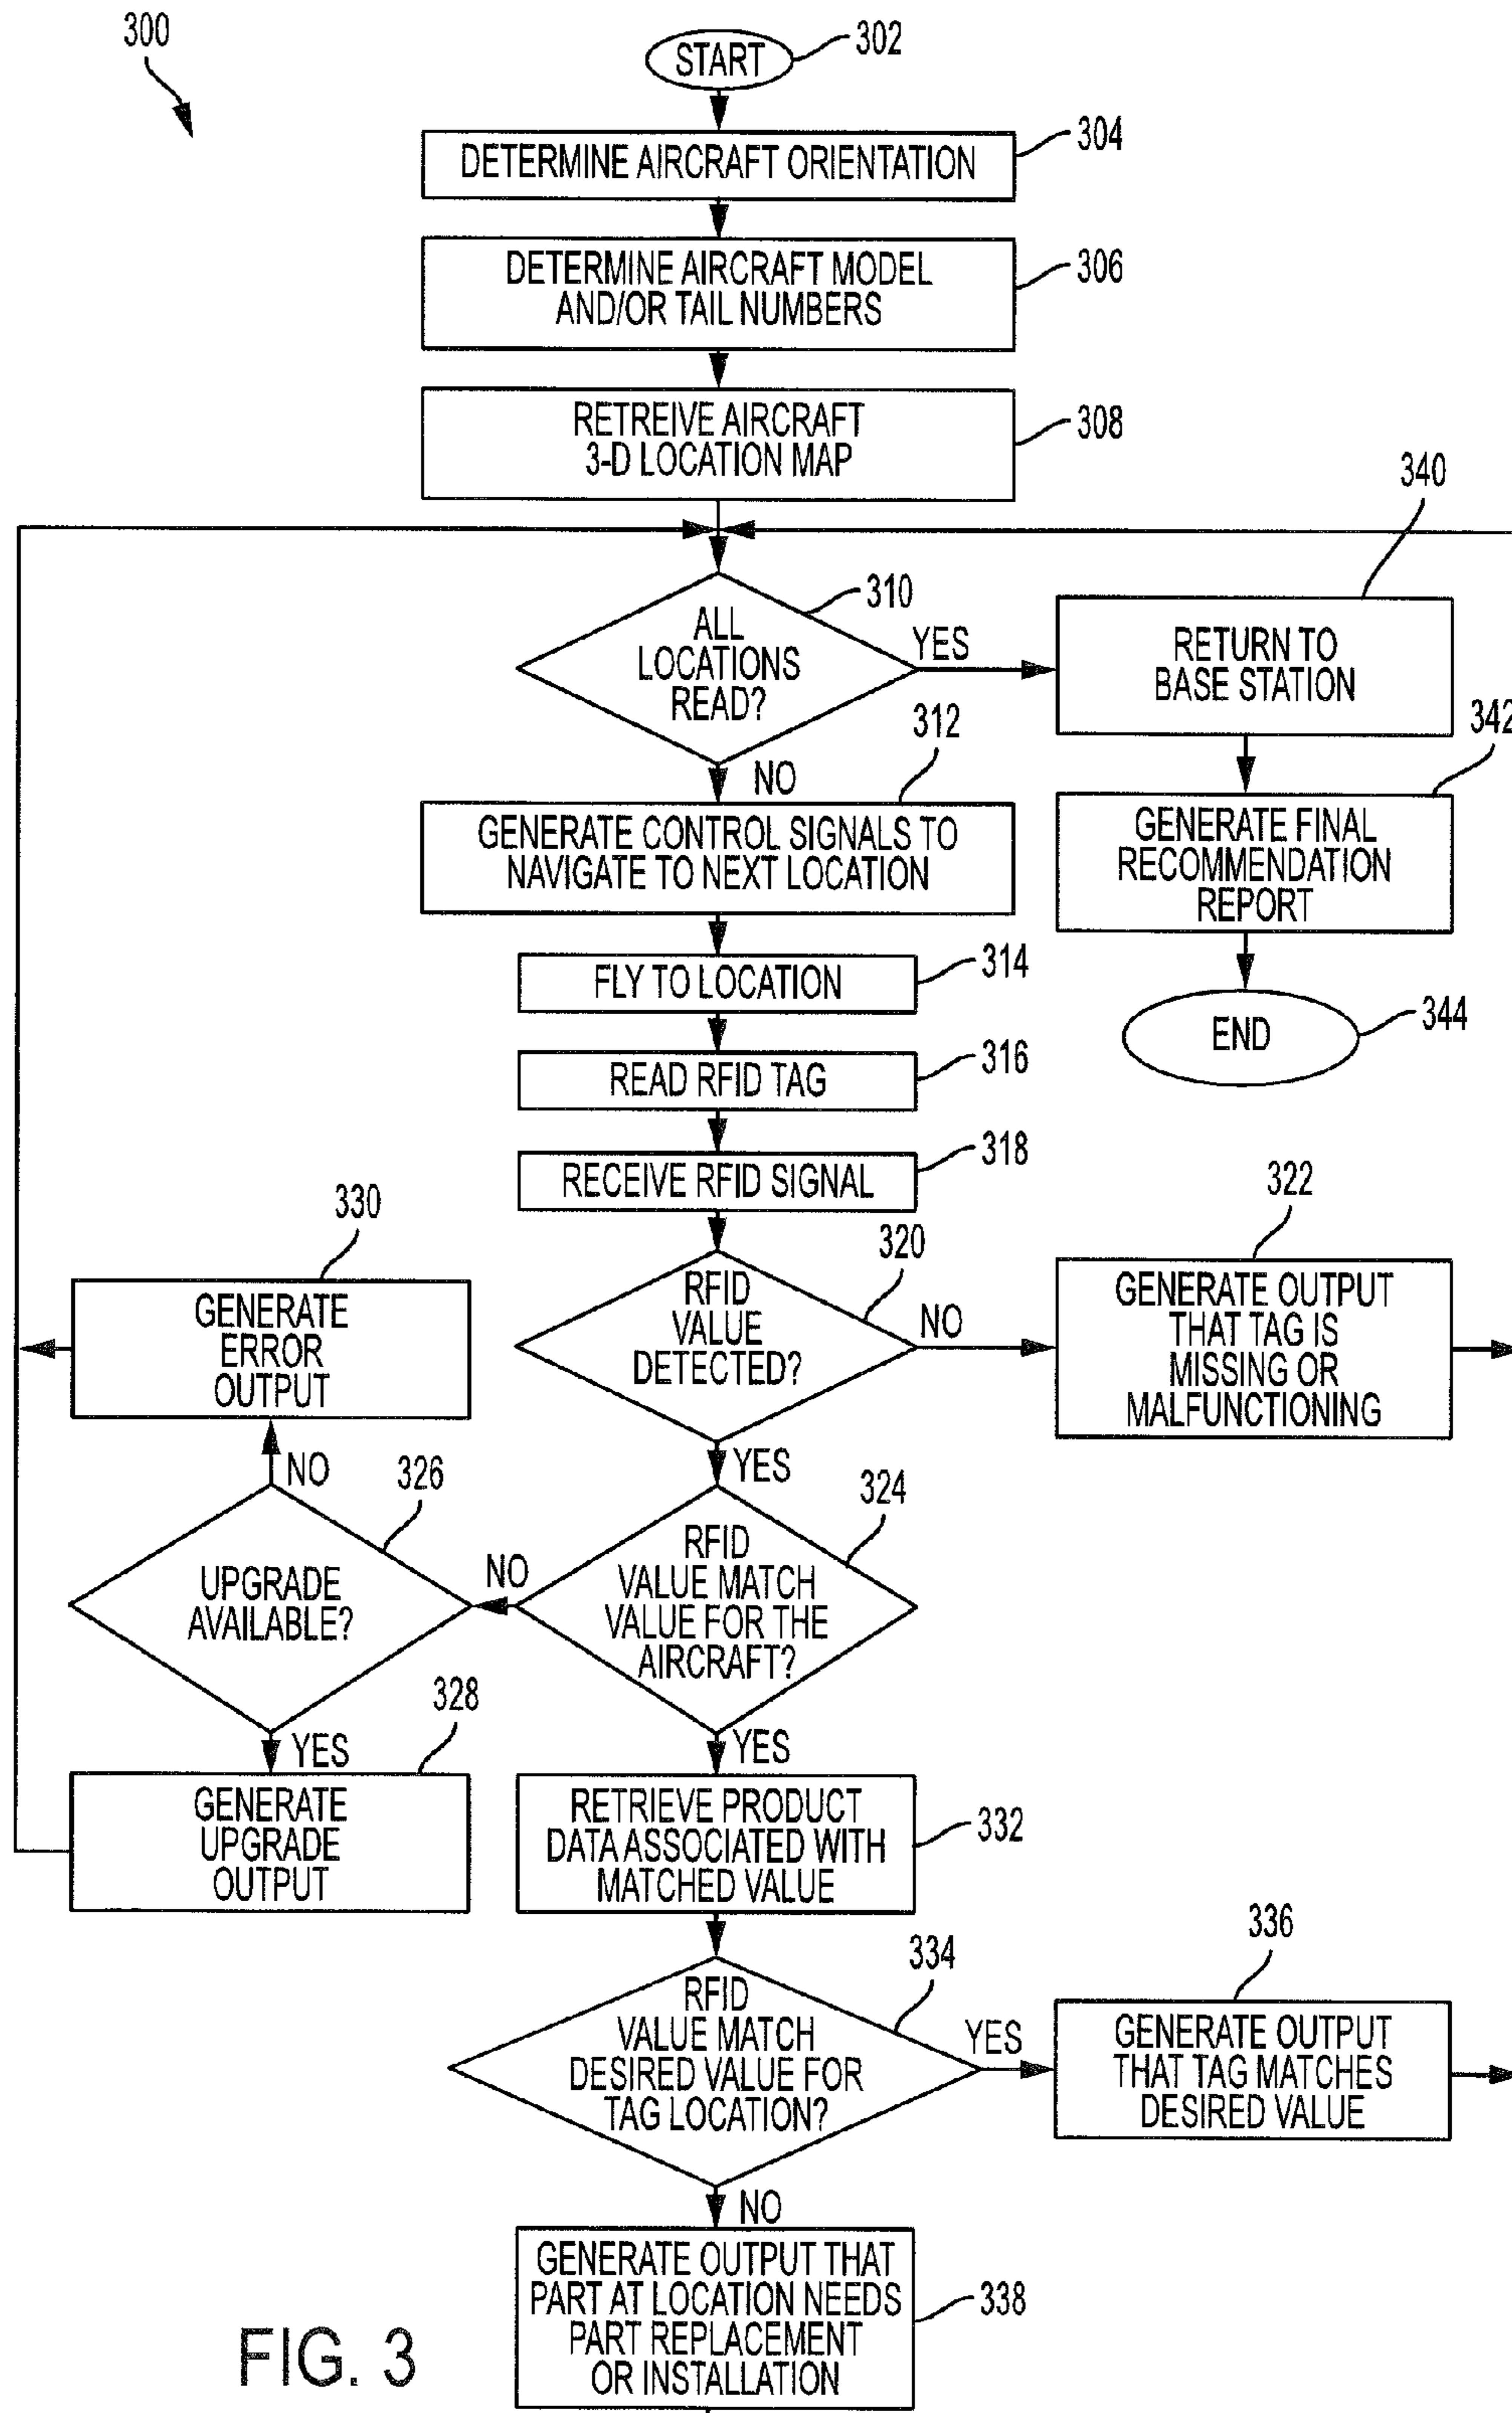 300
START
302
DETERMINE AIRCRAFT ORIENTATION
304
DETERMINE AIRCRAFT MODEL
AND/OR TAIL NUMBERS
306
RETREIVE AIRCRAFT
3-D LOCATION MAP
308
ALL
LOCATIONS
READ?
310
YES
NO
RETURN TO
BASE STATION
340
GENERATE FINAL
RECOMMENDATION
REPORT
342
END
344
GENERATE CONTROL SIGNALS TO
NAVIGATE TO NEXT LOCATION
312
FLY TO LOCATION
314
READ RFID TAG
316
RECEIVE RFID SIGNAL
318
RFID
VALUE
DETECTED?
320
NO
YES
GENERATE OUTPUT
THAT TAG IS
MISSING OR
MALFUNCTIONING
322
RFID
VALUE MATCH
VALUE FOR THE
AIRCRAFT?
324
NO
YES
UPGRADE
AVAILABLE?
326
NO
YES
GENERATE
ERROR
OUTPUT
330
GENERATE
UPGRADE
OUTPUT
328
RETRIEVE PRODUCT
DATA ASSOCIATED WITH
MATCHED VALUE
332
RFID
VALUE MATCH
DESIRED VALUE FOR
TAG LOCATION?
334
YES
NO
GENERATE OUTPUT
THAT TAG MATCHES
DESIRED VALUE
336
GENERATE OUTPUT THAT
PART AT LOCATION NEEDS
PART REPLACEMENT
OR INSTALLATION
338
FIG. 3